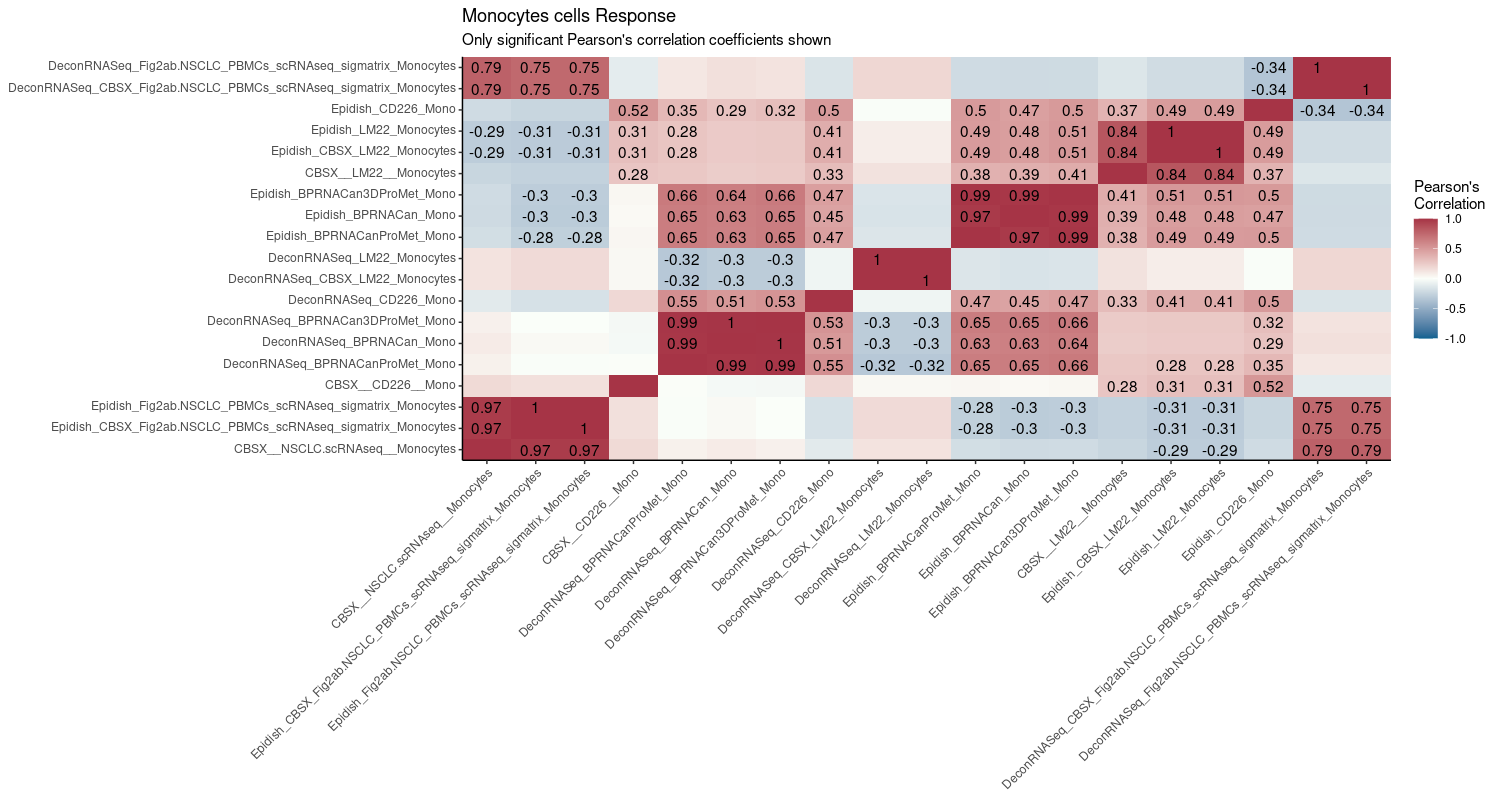 Monocytes cells Response
Only significant Pearson's correlation coefficients shown
DeconRNASeq_Fig2ab.NSCLC_PBMCs_scRNAseq_sigmatrix_Monocytes 0.79 0.75 0.75 -0.34 1
DeconRNASeq_CBSX_Fig2ab.NSCLC_PBMCs_scRNAseq_sigmatrix_Monocytes 0.79 0.75 0.75 -0.34 1
Epidish_CD226_Mono 0.52 0.35 0.29 0.32 0.5 0.5 0.47 0.5 0.37 0.49 0.49 -0.34 -0.34
Epidish_LM22_Monocytes -0.29 -0.31 -0.31 0.31 0.28 0.41 0.49 0.48 0.51 0.84 1 0.49
Epidish_CBSX_LM22_Monocytes -0.29 -0.31 -0.31 0.31 0.28 0.41 0.49 0.48 0.51 0.84 1 0.49
CBSX__LM22__Monocytes 0.28 0.33 0.38 0.39 0.41 0.84 0.84 0.37
Epidish_BPRNACan3DProMet_Mono -0.3 -0.3 0.66 0.64 0.66 0.47 0.99 0.99 0.41 0.51 0.51 0.5
Epidish_BPRNACan_Mono -0.3 -0.3 0.65 0.63 0.65 0.45 0.97 0.99 0.39 0.48 0.48 0.47
Epidish_BPRNACanProMet_Mono -0.28 -0.28 0.65 0.63 0.65 0.47 0.97 0.99 0.38 0.49 0.49 0.5
DeconRNASeq_LM22_Monocytes -0.32 -0.3 -0.3 1
DeconRNASeq_CBSX_LM22_Monocytes -0.32 -0.3 -0.3 1
DeconRNASeq_CD226_Mono 0.55 0.51 0.53 0.47 0.45 0.47 0.33 0.41 0.41 0.5
DeconRNASeq_BPRNACan3DProMet_Mono 0.99 1 0.53 -0.3 -0.3 0.65 0.65 0.66 0.32
DeconRNASeq_BPRNACan_Mono 0.99 1 0.51 -0.3 -0.3 0.63 0.63 0.64 0.29
DeconRNASeq_BPRNACanProMet_Mono 0.99 0.99 0.55 -0.32 -0.32 0.65 0.65 0.66 0.28 0.28 0.35
CBSX__CD226__Mono 0.28 0.31 0.31 0.52
Epidish_Fig2ab.NSCLC_PBMCs_scRNAseq_sigmatrix_Monocytes 0.97 1 -0.28 -0.3 -0.3 -0.31 -0.31 0.75 0.75
Epidish_CBSX_Fig2ab.NSCLC_PBMCs_scRNAseq_sigmatrix_Monocytes 0.97 1 -0.28 -0.3 -0.3 -0.31 -0.31 0.75 0.75
CBSX__NSCLC.scRNAseq__Monocytes 0.97 0.97 -0.29 -0.29 0.79 0.79
CBSX__NSCLC.scRNAseq__Monocytes
Epidish_CBSX_Fig2ab.NSCLC_PBMCs_scRNAseq_sigmatrix_Monocytes
Epidish_Fig2ab.NSCLC_PBMCs_scRNAseq_sigmatrix_Monocytes
CBSX__CD226__Mono
DeconRNASeq_BPRNACanProMet_Mono
DeconRNASeq_BPRNACan_Mono
DeconRNASeq_BPRNACan3DProMet_Mono
DeconRNASeq_CD226_Mono
DeconRNASeq_CBSX_LM22_Monocytes
DeconRNASeq_LM22_Monocytes
Epidish_BPRNACanProMet_Mono
Epidish_BPRNACan_Mono
Epidish_BPRNACan3DProMet_Mono
CBSX__LM22__Monocytes
Epidish_CBSX_LM22_Monocytes
Epidish_LM22_Monocytes
Epidish_CD226_Mono
DeconRNASeq_CBSX_Fig2ab.NSCLC_PBMCs_scRNAseq_sigmatrix_Monocytes
DeconRNASeq_Fig2ab.NSCLC_PBMCs_scRNAseq_sigmatrix_Monocytes
Pearson's
Correlation
1.0
0.5
0.0
-0.5
-1.0